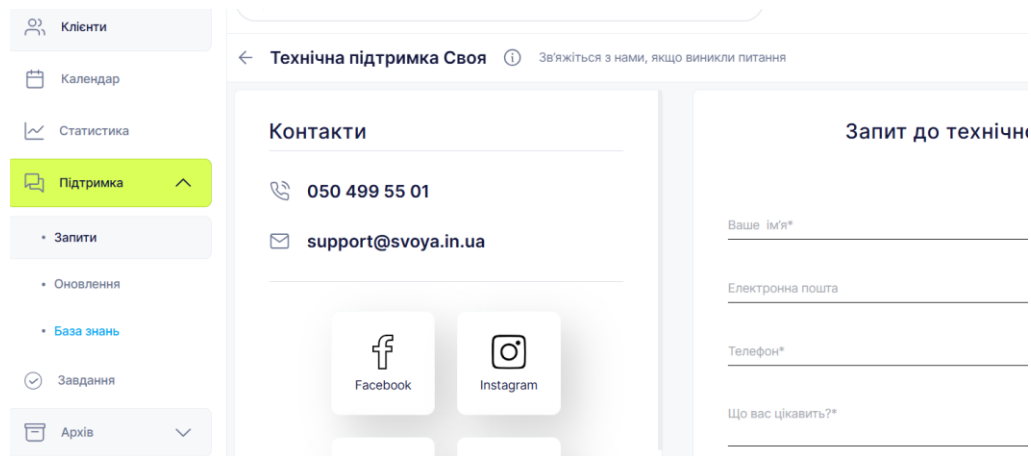 Клієнти
Календар
Статистика
Підтримка
Запити
Оновлення
База знань
Завдання
Архів
Технічна підтримка Своя
Зв'яжіться з нами, якщо виникли питання
Контакти
050 499 55 01
support@svoya.in.ua
Facebook
Instagram
Запит до технічн
Ваше ім'я*
Електронна пошта
Телефон*
Що вас цікавить?*